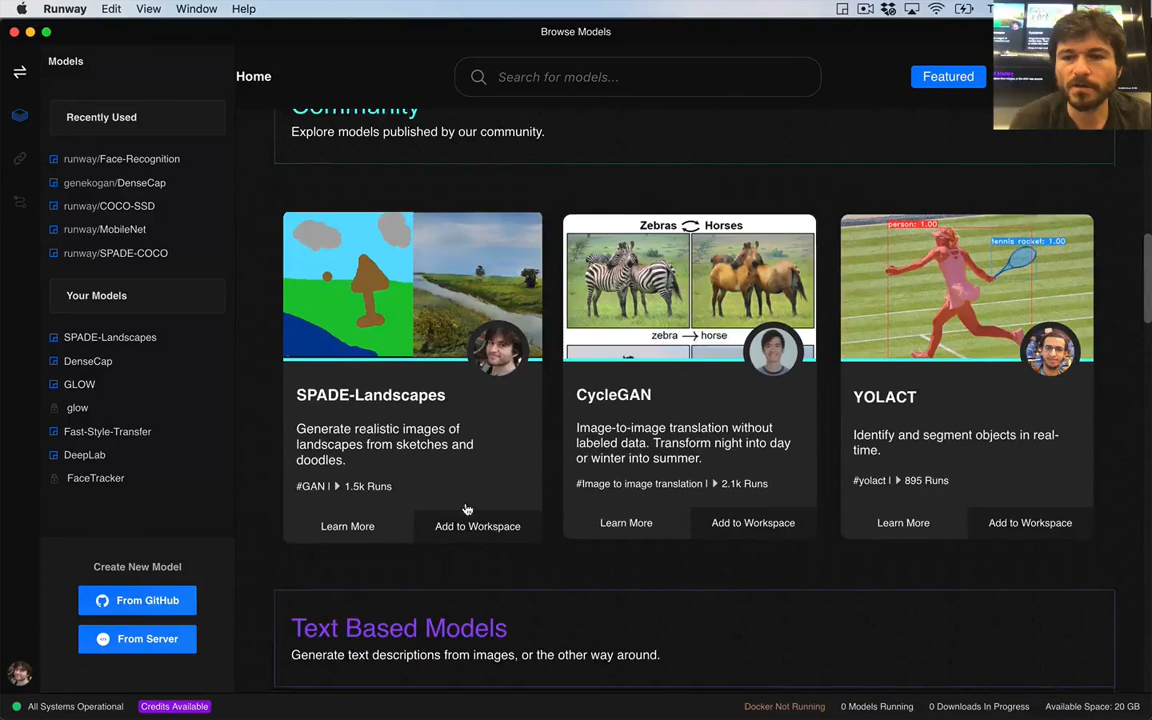 Runway Edit View Window Help
Browse Models
Models
Home
Search for models...
Featured
Recently Used
runway/Face-Recognition
genekogan/DenseCap
runway/COCO-SSD
runway/MobileNet
runway/SPADE-COCO
Your Models
SPADE-Landscapes
DenseCap
GLOW
glow
Fast-Style-Transfer
DeepLab
FaceTracker
Create New Model
From GitHub
From Server
Community
Explore models published by our community.
SPADE-Landscapes
Generate realistic images of
landscapes from sketches and
doodles.
#GAN | 1.5k Runs
Learn More Add to Workspace
Zebras Horses
zebra → horse
CycleGAN
Image-to-image translation without
labeled data. Transform night into day
or winter into summer.
#Image to image translation | 2.1k Runs
Learn More Add to Workspace
person: 1.00
tennis racket: 1.00
YOLACT
Identify and segment objects in real-
time.
#yolact | 895 Runs
Learn More Add to Workspace
Text Based Models
Generate text descriptions from images, or the other way around.
All Systems Operational Credits Available Docker Not Running 0 Models Running 0 Downloads In Progress Available Space: 20 GB